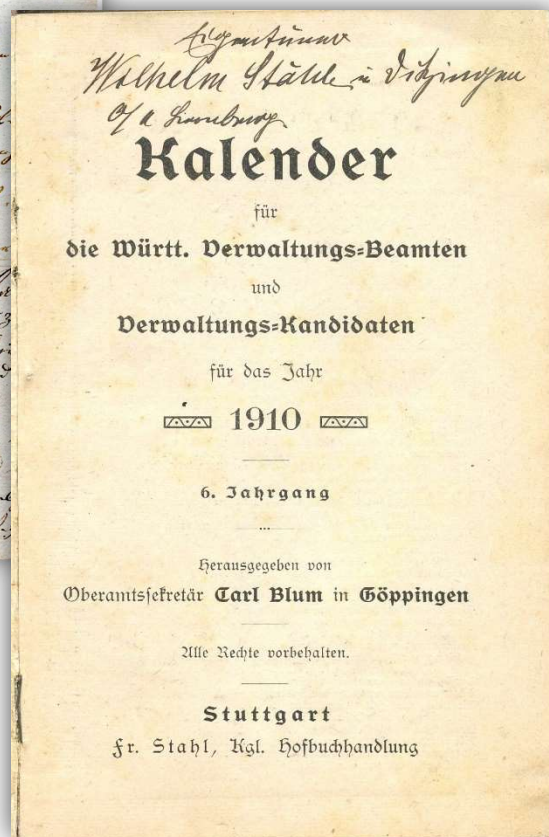 Eigentümer
Wilhelm Stähle in Ditzingen
O/A Leonberg
Kalender
für
die Württ. Verwaltungs-Beamten
und
Verwaltungs-Kandidaten
für das Jahr
1910
6. Jahrgang
Herausgegeben von
Oberamtssekretär Carl Blum in Göppingen
Alle Rechte vorbehalten.
Stuttgart
Fr. Stahl, Kgl. Hofbuchhandlung